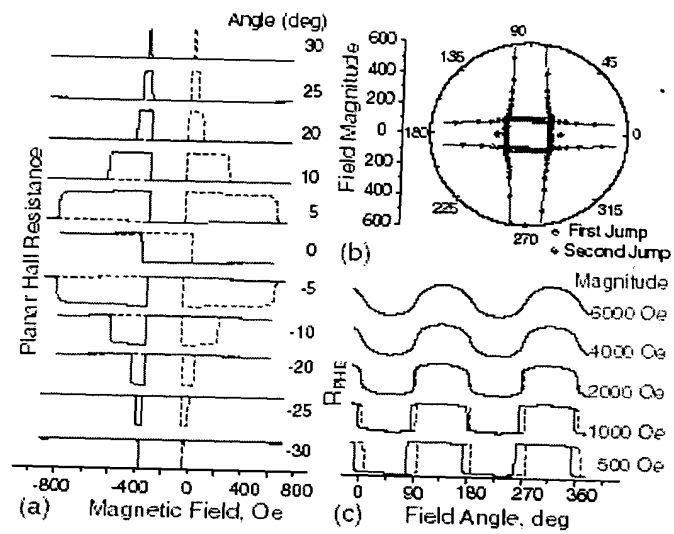 Angle (deg)
30
25
20
10
5
0
-5
-10
-20
-25
-30
Planar Hall Resistance
-800 -400 0 400 800
(a) Magnetic Field, Oe
Field Magnitude
600
400
200
0
200
400
600
90
135
45
180
0
225
315
270
(b)
First Jump
Second Jump
Magnitude
6000 Oe
4000 Oe
2000 Oe
1000 Oe
500 Oe
RPHE
0 90 180 270 360
(c) Field Angle, deg